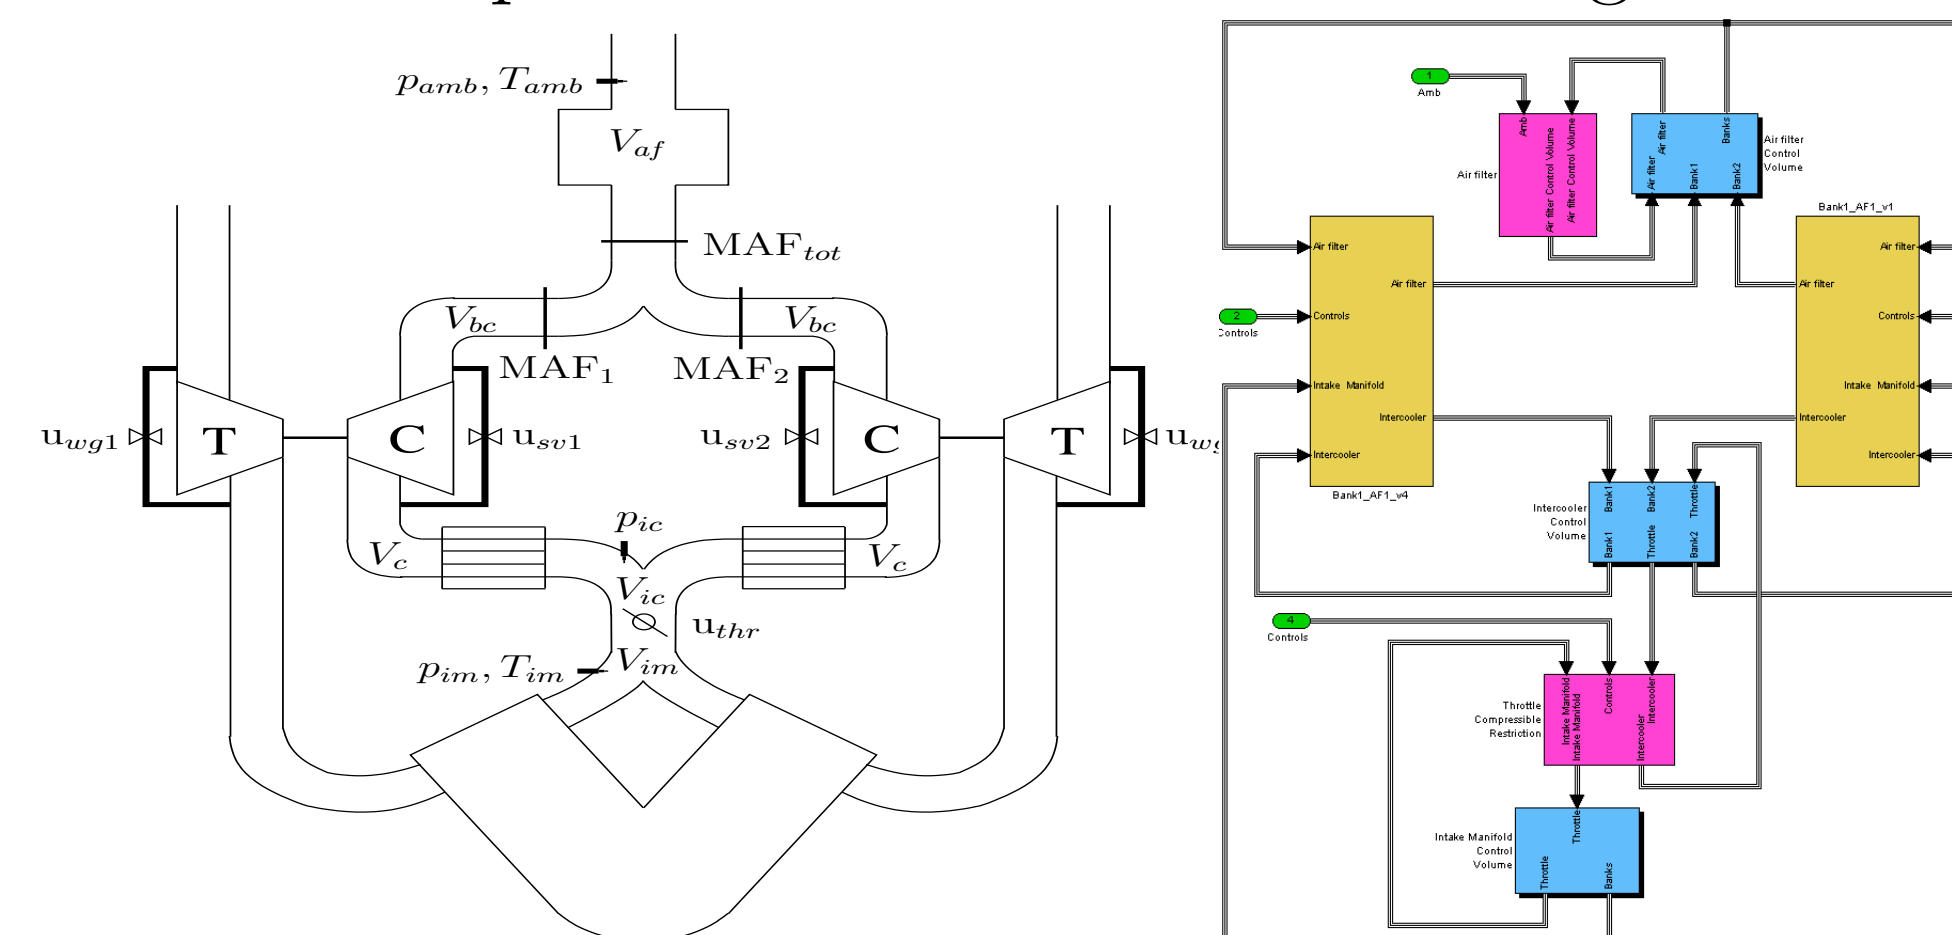 p_amb, T_amb
V_af
MAF_tot
V_bc
V_bc
MAF_1
MAF_2
u_wg1
T
C
u_sv1
u_sv2
C
T
p_ic
V_c
V_c
V_ic
u_thr
p_im, T_im
V_im
1
Amb
Amb
Air filter Control Volume
Air filter Control Volume
Air filter
Air filter
Banks
Air filter
Bank1
Bank2
Air filter
Control
Volume
Bank1_AF1_v1
Air filter
Air filter
Controls
Intake Manifold
Intercooler
Intercooler
Bank1_AF1_v4
2
Controls
Air filter
Air filter
Controls
Intake Manifold
Intercooler
Intercooler
Intercooler
Control
Volume
Bank1
Bank2
Throttle
Bank1
Throttle
Bank2
4
Controls
Throttle
Compressible
Restriction
Intake Manifold
Intake Manifold
Controls
Intercooler
Intercooler
Intake Manifold
Control
Volume
Throttle
Throttle
Banks